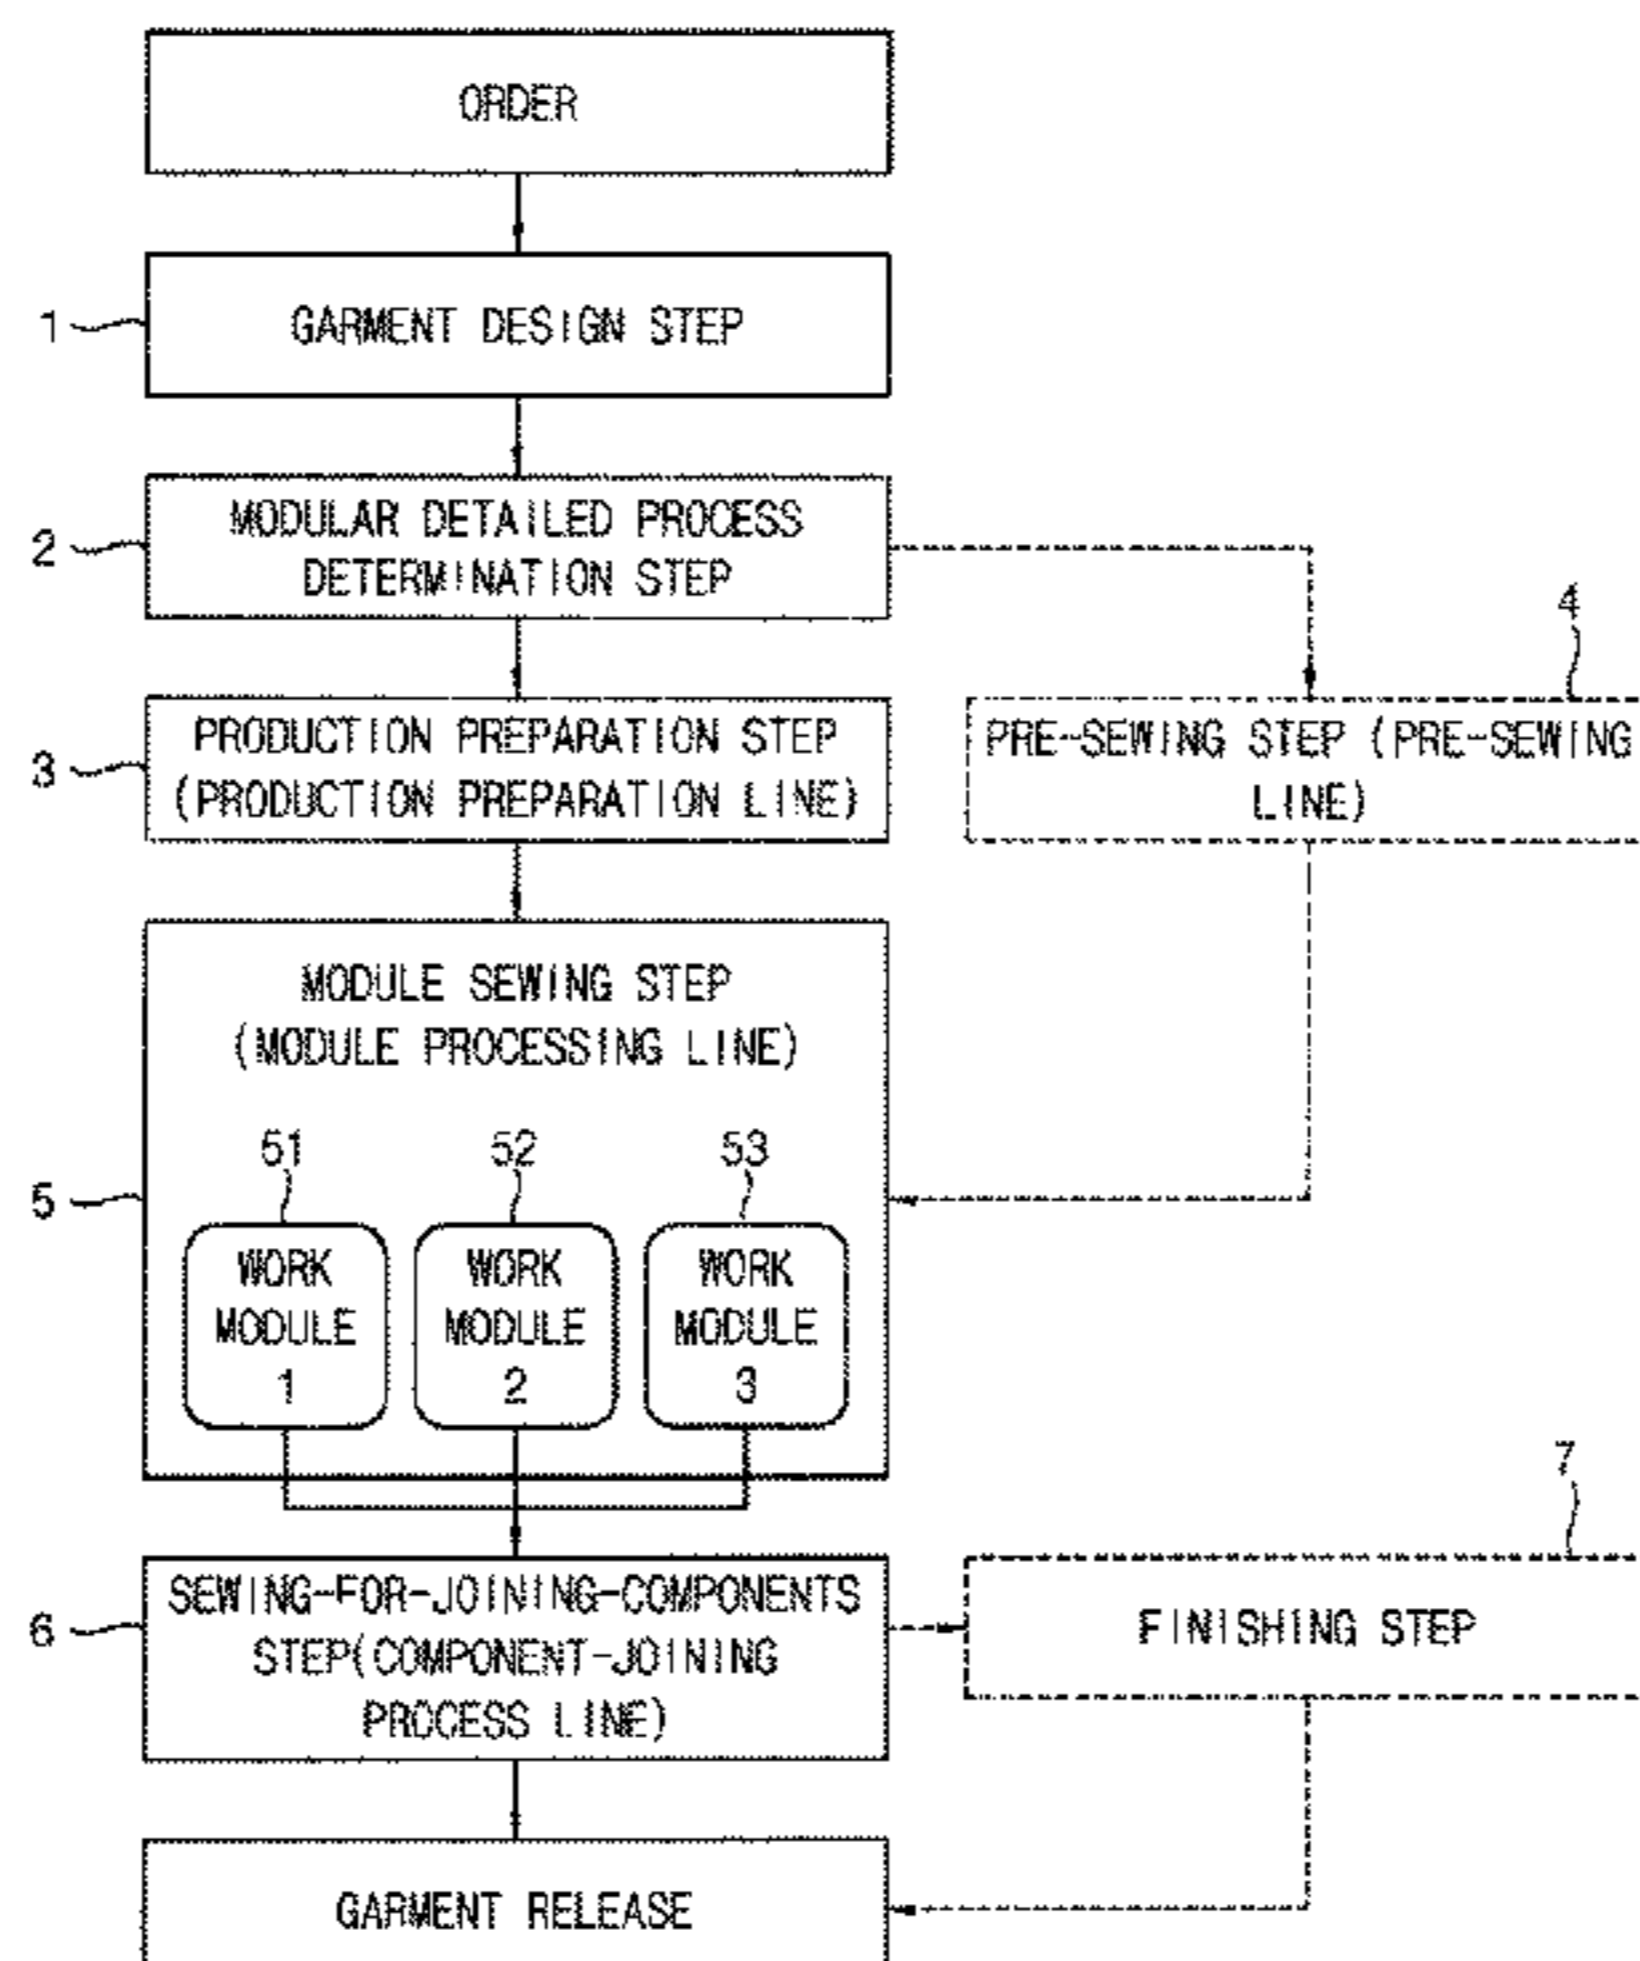 ORDER
1
GARMENT DESIGN STEP
2
MODULAR DETAILED PROCESS
DETERMINATION STEP
4
3
PRODUCTION PREPARATION STEP
(PRODUCTION PREPARATION LINE)
PRE-SEWING STEP (PRE-SEWING
LINE)
MODULE SEWING STEP
(MODULE PROCESSING LINE)
51
52
53
5
WORK
MODULE
1
WORK
MODULE
2
WORK
MODULE
3
7
6
SEWING-FOR-JOINING-COMPONENTS
STEP(COMPONENT-JOINING
PROCESS LINE)
FINISHING STEP
GARMENT RELEASE